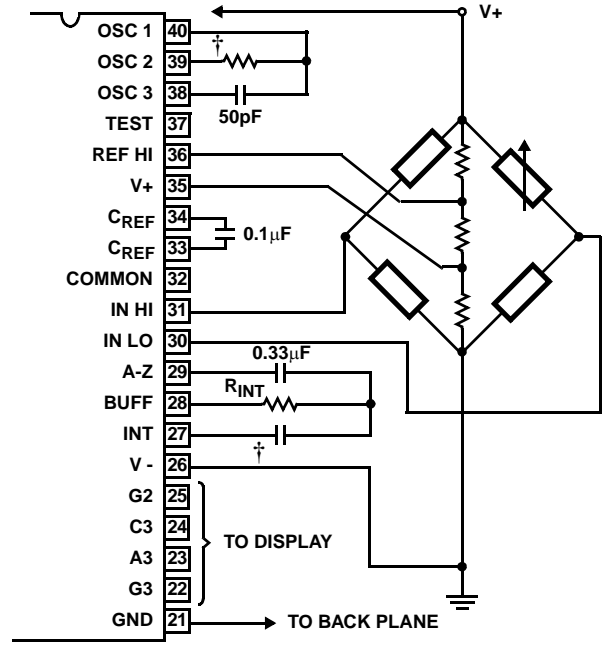 V+
OSC 1 40
OSC 2 39 †
OSC 3 38
50pF
TEST 37
REF HI 36
V+ 35
CREF 34
0.1μF
CREF 33
COMMON 32
IN HI 31
IN LO 30
0.33μF
A-Z 29
RINT
BUFF 28
INT 27
†
V - 26
G2 25
C3 24
TO DISPLAY
A3 23
G3 22
GND 21 TO BACK PLANE